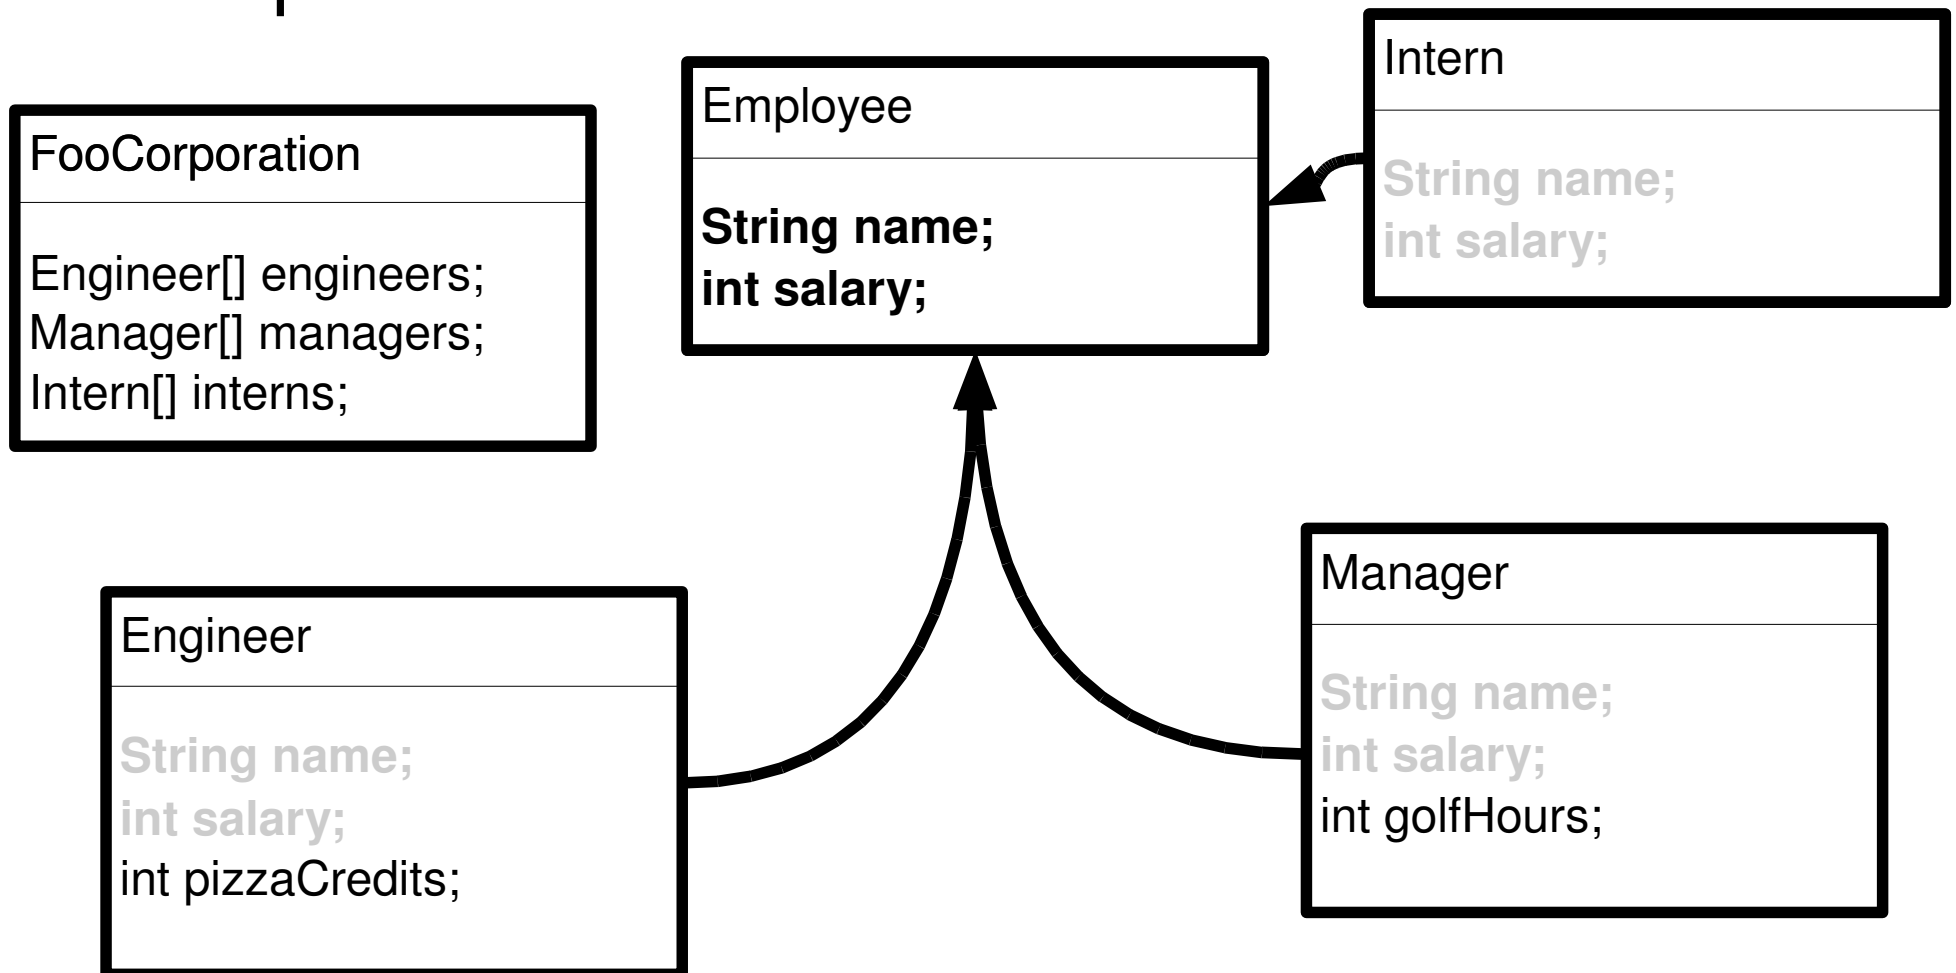 FooCorporation
Engineer[] engineers;
Manager[] managers;
Intern[] interns;
Employee
String name;
int salary;
Intern
String name;
int salary;
Engineer
String name;
int salary;
int pizzaCredits;
Manager
String name;
int salary;
int golfHours;